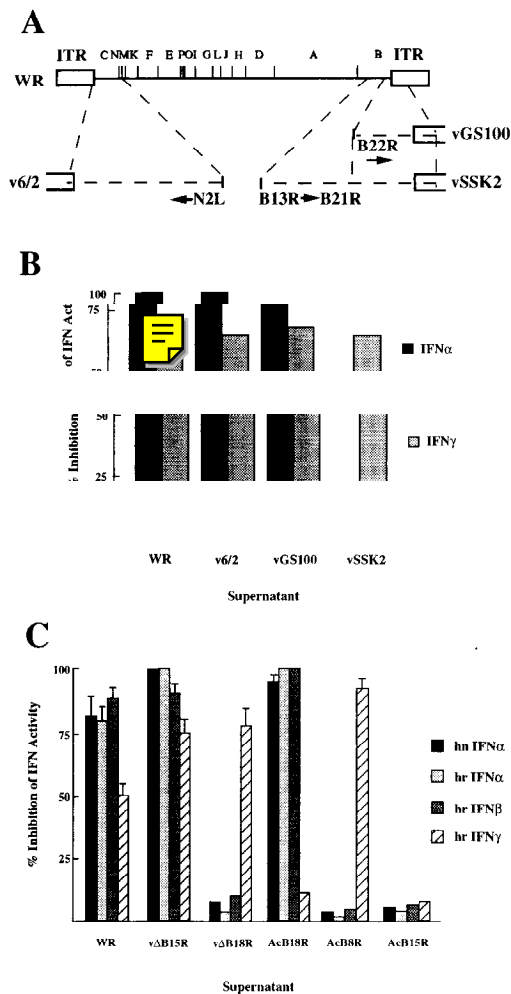 A
ITR
C N M K F E P O I G L J H D A B
ITR
WR
vGS100
B22R
v6/2
vSSK2
N2L
B13R
B21R
B
100
75
of IFN Act
IFNα
50
Inhibition
IFNγ
25
WR v6/2 vGS100 vSSK2
Supernatant
C
100
75
50
25
% Inhibition of IFN Activity
hn IFNα
hr IFNα
hr IFNβ
hr IFNγ
WR vΔB15R vΔB18R AcB18R AcB8R AcB15R
Supernatant